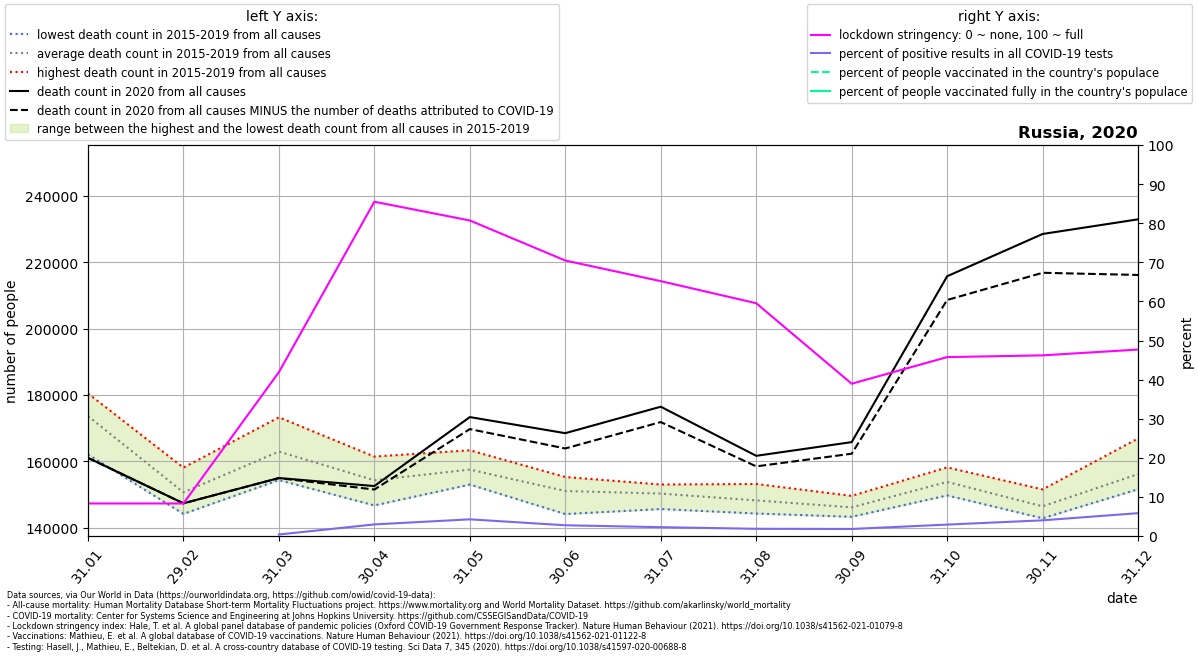 left Y axis:
lowest death count in 2015-2019 from all causes
average death count in 2015-2019 from all causes
highest death count in 2015-2019 from all causes
death count in 2020 from all causes
death count in 2020 from all causes MINUS the number of deaths attributed to COVID-19
range between the highest and the lowest death count from all causes in 2015-2019
right Y axis:
lockdown stringency: 0 ~ none, 100 ~ full
percent of positive results in all COVID-19 tests
percent of people vaccinated in the country's populace
percent of people vaccinated fully in the country's populace
Russia, 2020
number of people
240000
220000
200000
180000
160000
140000
100
90
80
70
60
50
40
30
20
10
0
percent
31.01
29.02
31.03
30.04
31.05
30.06
31.07
31.08
30.09
31.10
30.11
31.12
date
Data sources, via Our World in Data (https://ourworldindata.org, https://github.com/owid/covid-19-data):
- All-cause mortality: Human Mortality Database Short-term Mortality Fluctuations project. https://www.mortality.org and World Mortality Dataset. https://github.com/akarlinsky/world_mortality
- COVID-19 mortality: Center for Systems Science and Engineering at Johns Hopkins University. https://github.com/CSSEGISandData/COVID-19
- Lockdown stringency index: Hale, T. et al. A global panel database of pandemic policies (Oxford COVID-19 Government Response Tracker). Nature Human Behaviour (2021). https://doi.org/10.1038/s41562-021-01079-8
- Vaccinations: Mathieu, E. et al. A global database of COVID-19 vaccinations. Nature Human Behaviour (2021). https://doi.org/10.1038/s41562-021-01122-8
- Testing: Hasell, J., Mathieu, E., Beltekian, D. et al. A cross-country database of COVID-19 testing. Sci Data 7, 345 (2020). https://doi.org/10.1038/s41597-020-00688-8